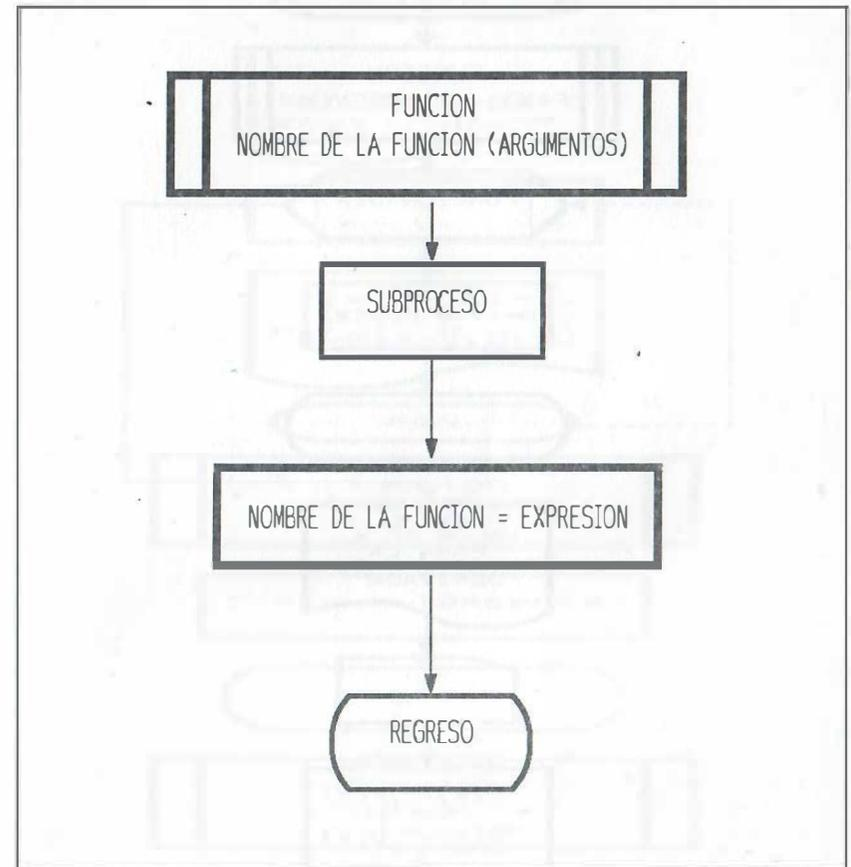 FUNCION
NOMBRE DE LA FUNCION (ARGUMENTOS)
SUBPROCESO
NOMBRE DE LA FUNCION = EXPRESION
REGRESO